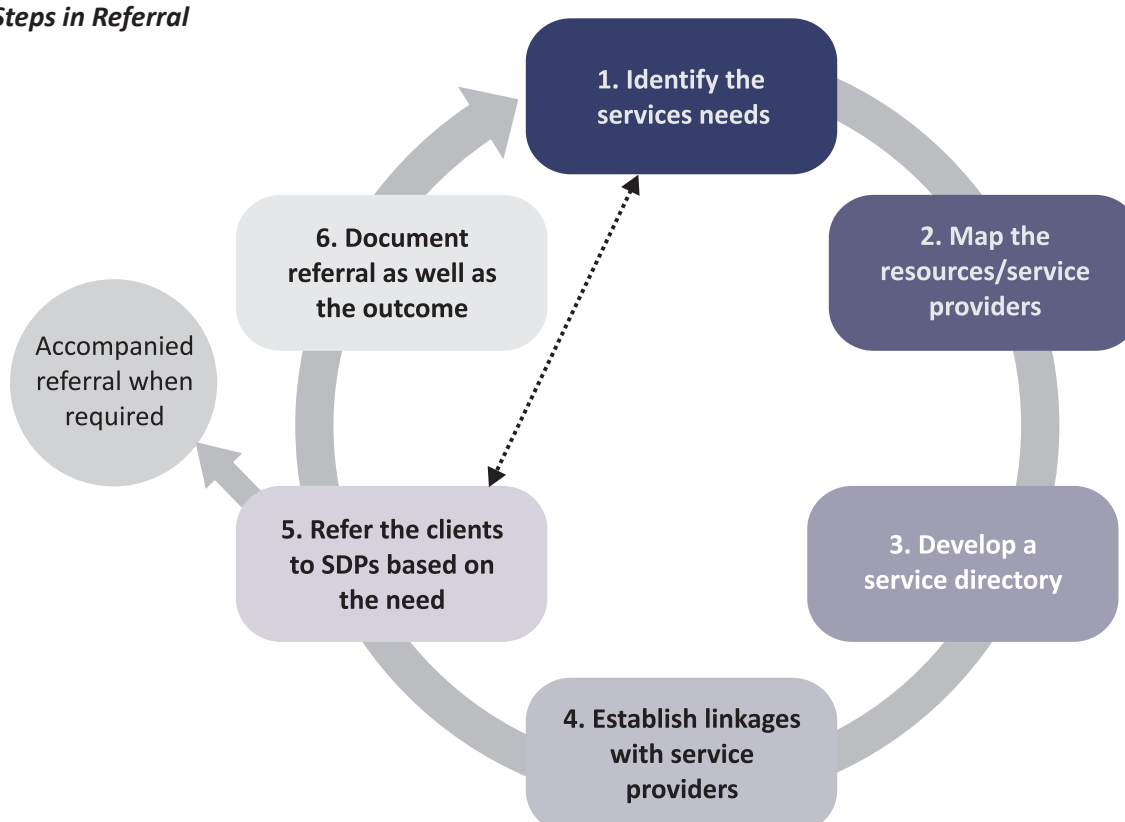 Steps in Referral
1. Identify the
services needs
2. Map the
resources/service
providers
3. Develop a
service directory
4. Establish linkages
with service
providers
5. Refer the clients
to SDPs based on
the need
Accompanied
referral when
required
6. Document
referral as well as
the outcome